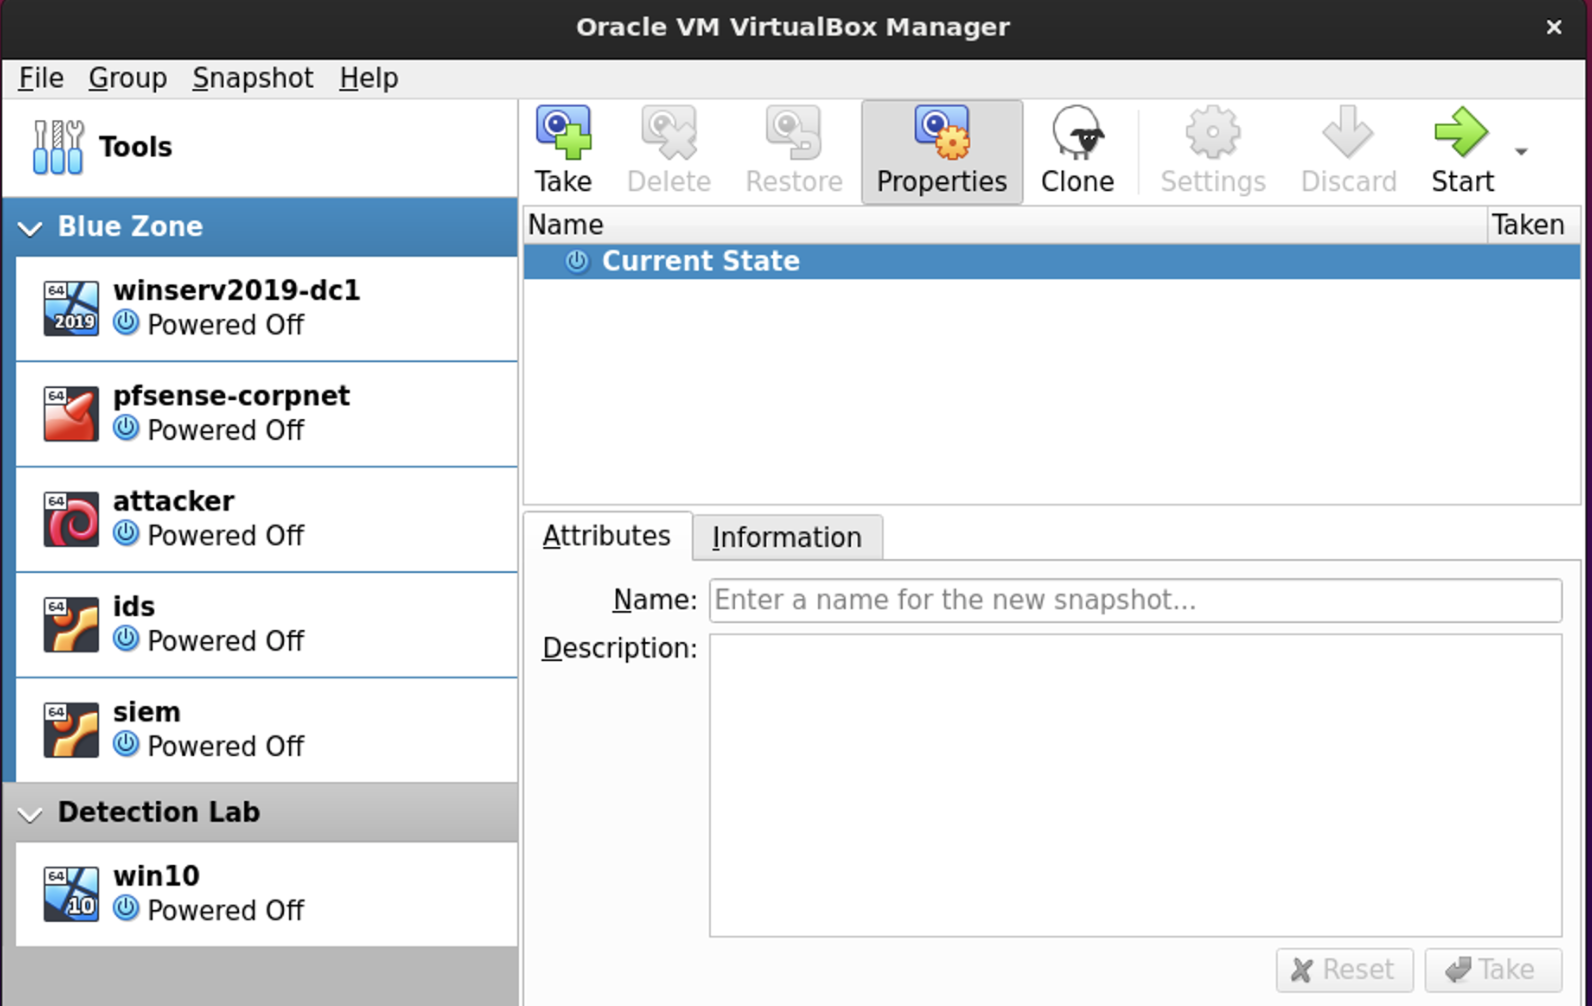 Oracle VM VirtualBox Manager
File Group Snapshot Help
Tools
Take Delete Restore Properties Clone Settings Discard Start
Blue Zone
64
2019
winserv2019-dc1
Powered Off
64
pfsense-corpnet
Powered Off
64
attacker
Powered Off
64
ids
Powered Off
64
siem
Powered Off
Detection Lab
64
10
win10
Powered Off
Name Taken
Current State
Attributes Information
Name: Enter a name for the new snapshot...
Description:
Reset Take